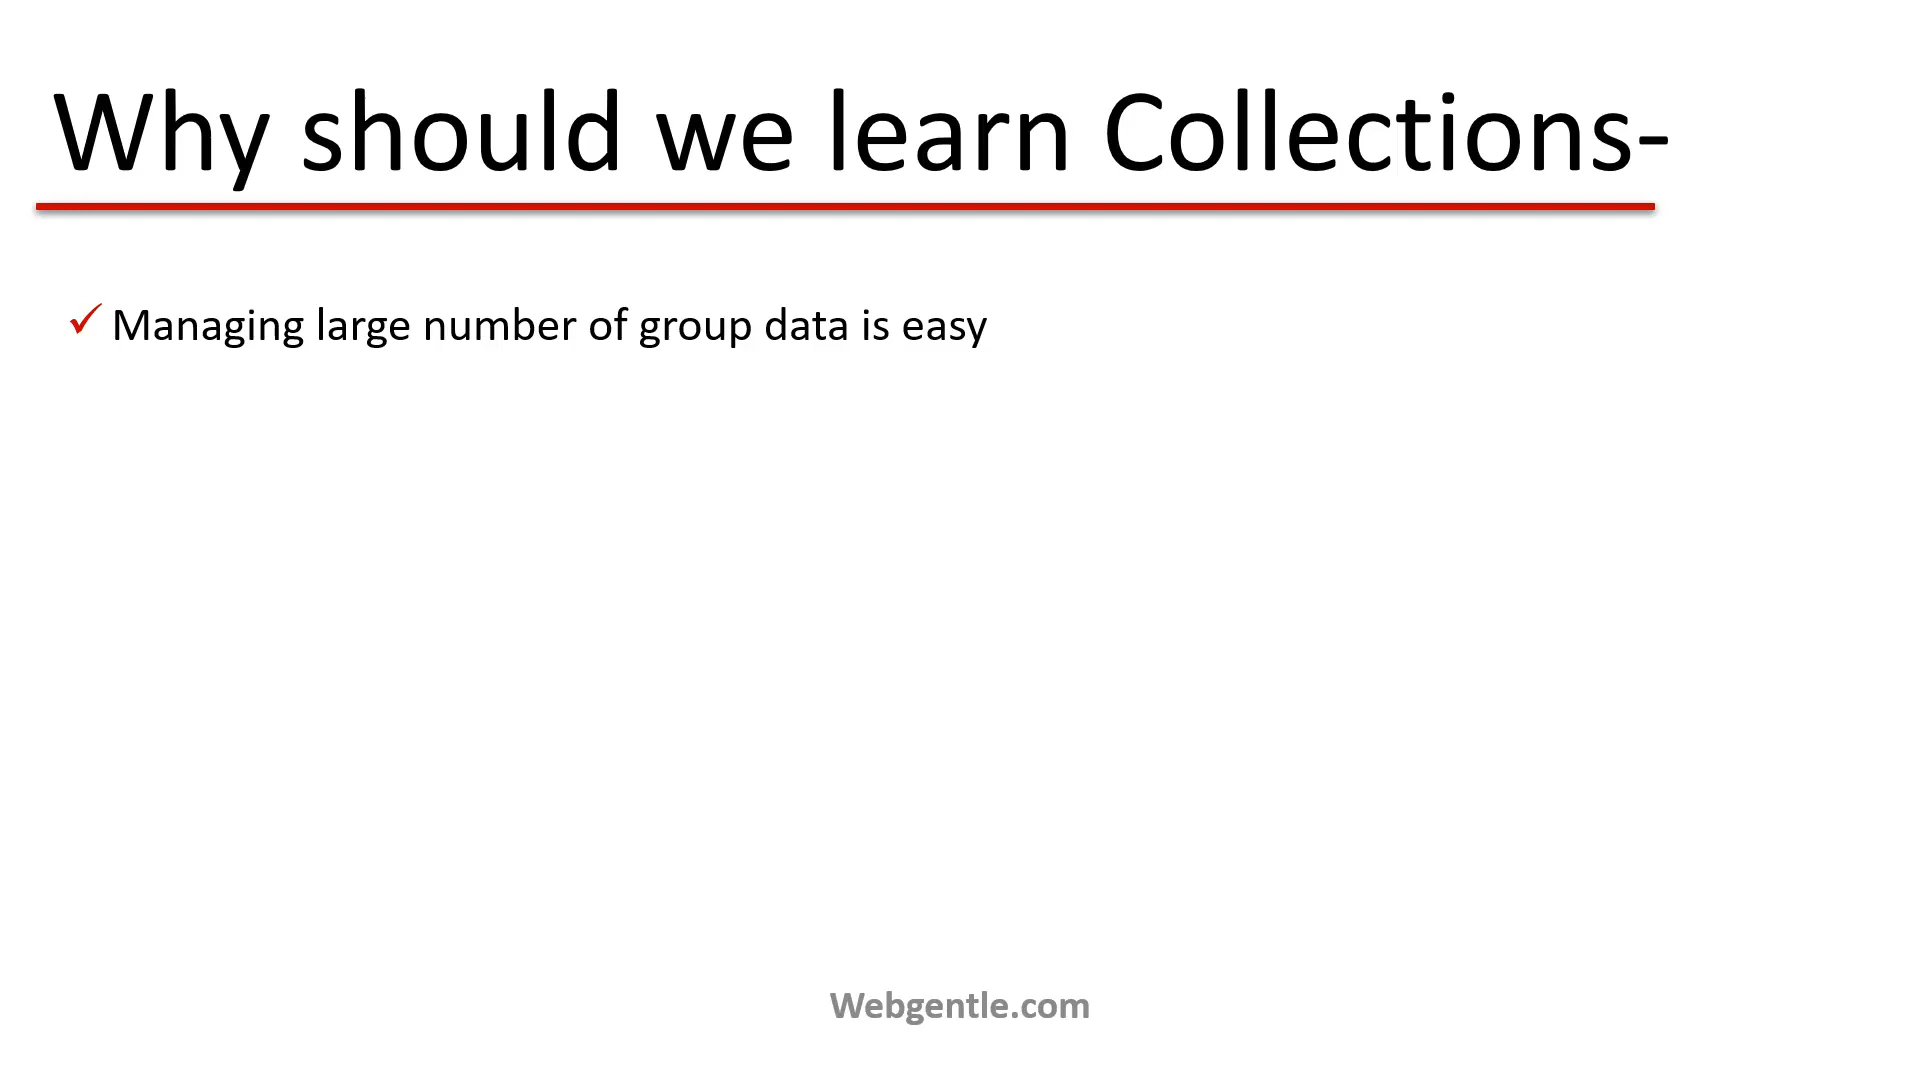 Why should we learn Collections-
✓ Managing large number of group data is easy
Webgentle.com